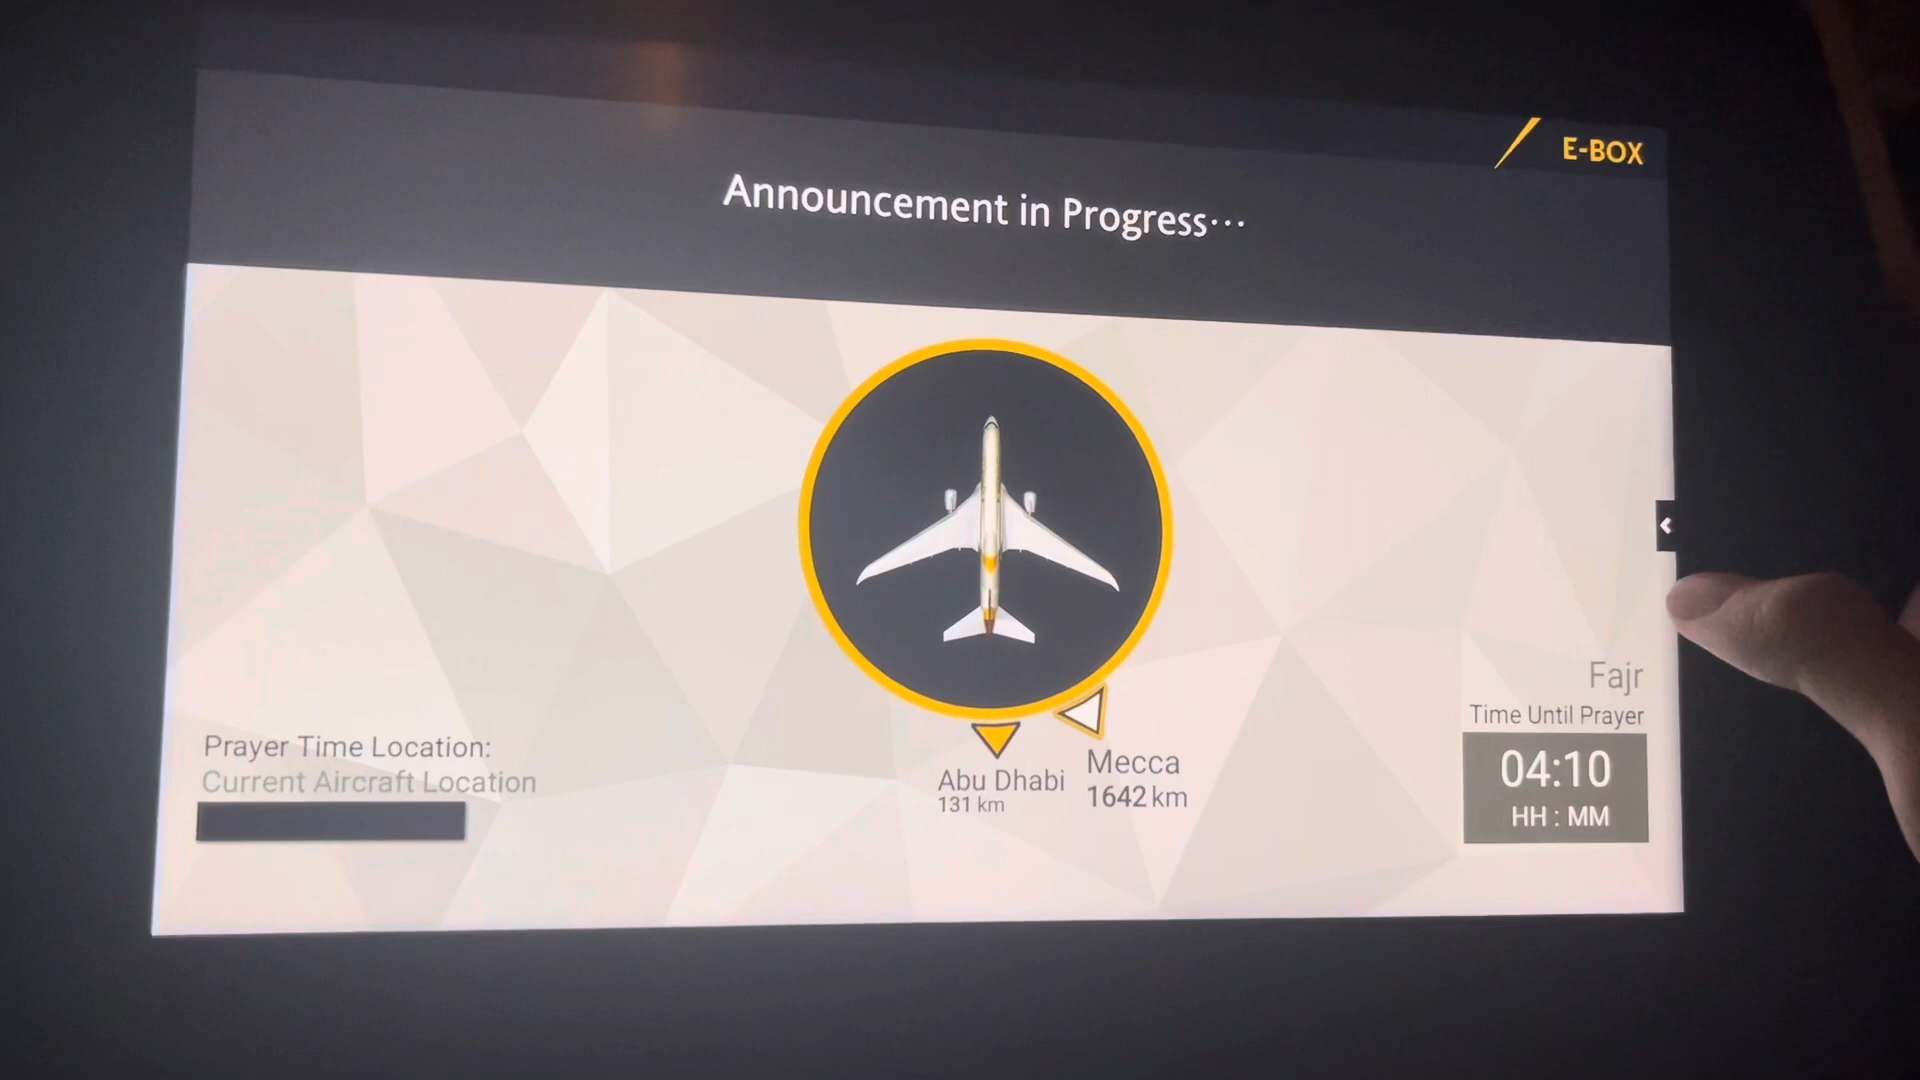 E-BOX
Announcement in Progress...
Fajr
Time Until Prayer
04:10
HH : MM
Prayer Time Location:
Current Aircraft Location
Abu Dhabi
131 km
Mecca
1642 km